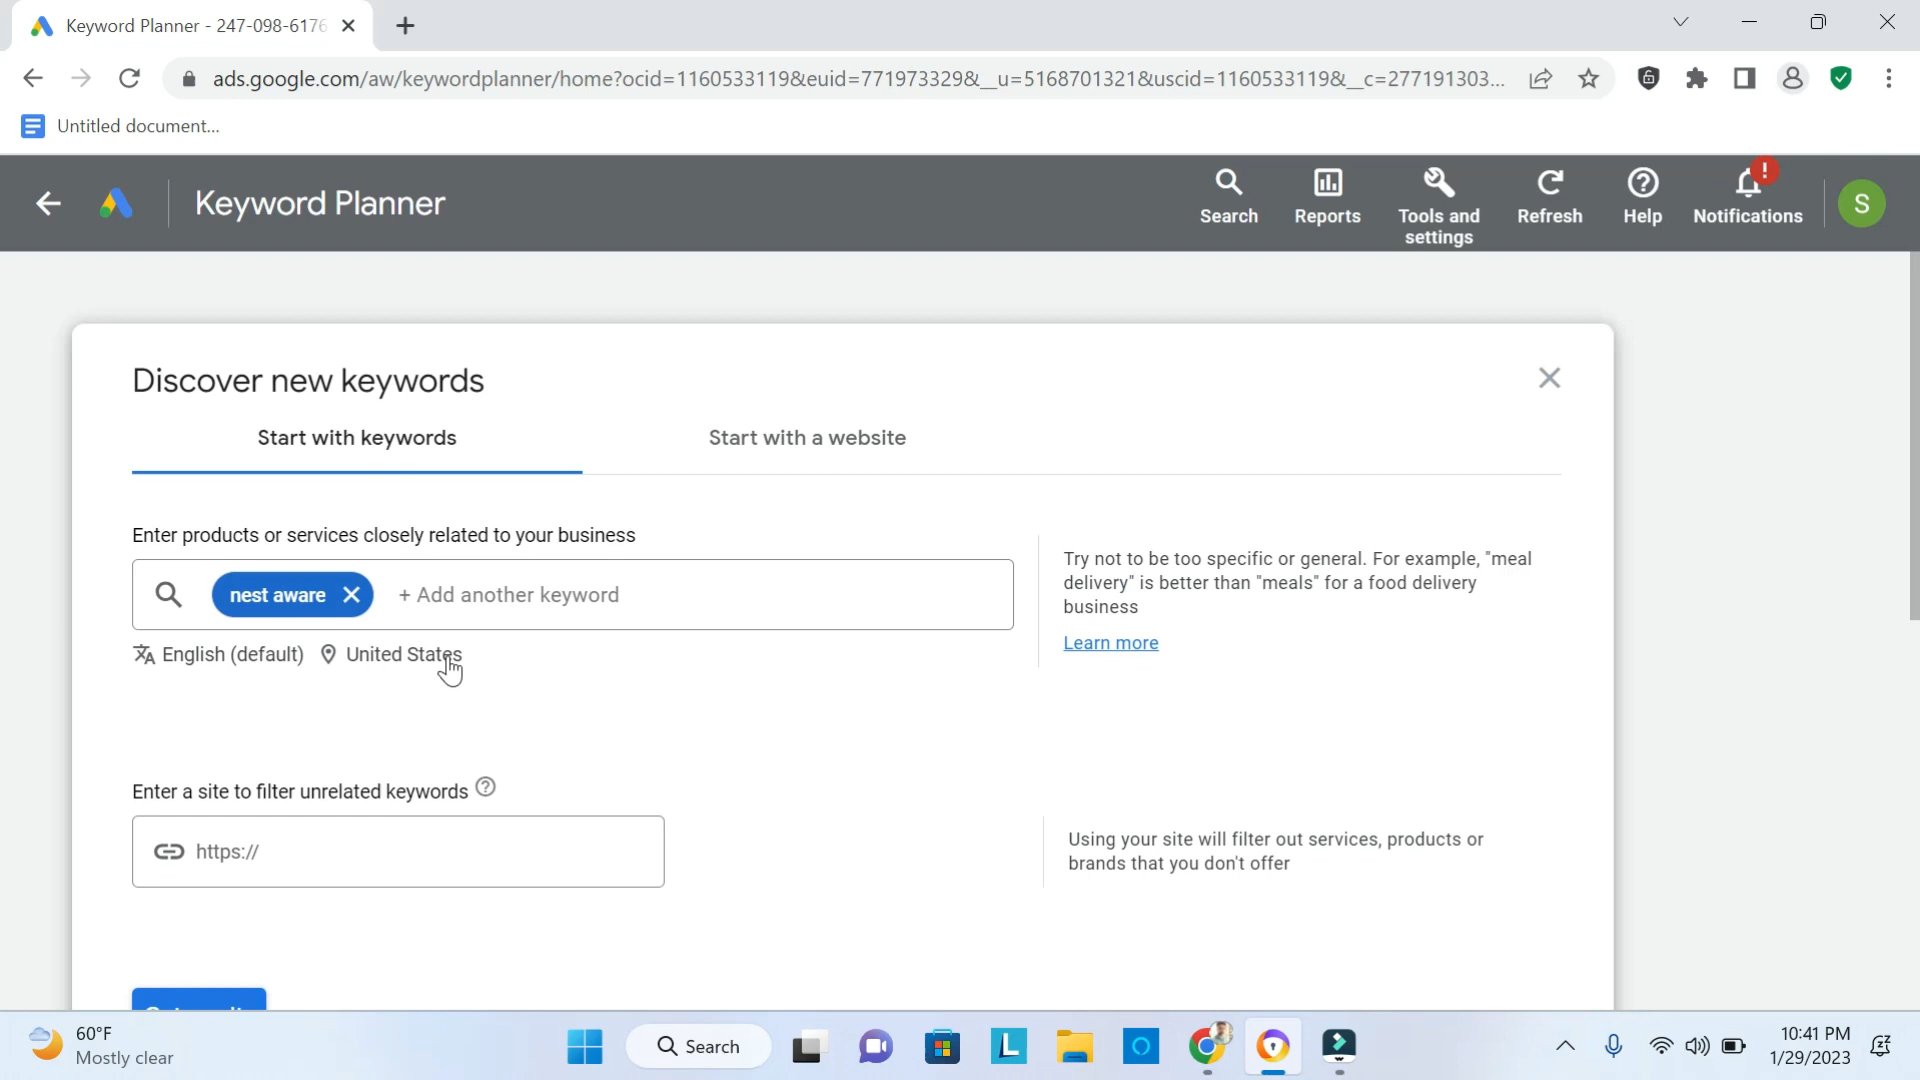 Keyword Planner - 247-098-6176
ads.google.com/aw/keywordplanner/home?ocid=1160533119&euid=771973329&__u=5168701321&uscid=1160533119&__c=277191303...
Untitled document...
Keyword Planner
Search
Reports
Tools and
settings
Refresh
Help
Notifications
S
Discover new keywords
Start with keywords
Start with a website
Enter products or services closely related to your business
nest aware
+ Add another keyword
English (default)
United States
Try not to be too specific or general. For example, "meal
delivery" is better than "meals" for a food delivery
business
Learn more
Enter a site to filter unrelated keywords
https://
Using your site will filter out services, products or
brands that you don't offer
60°F
Mostly clear
Search
10:41 PM
1/29/2023